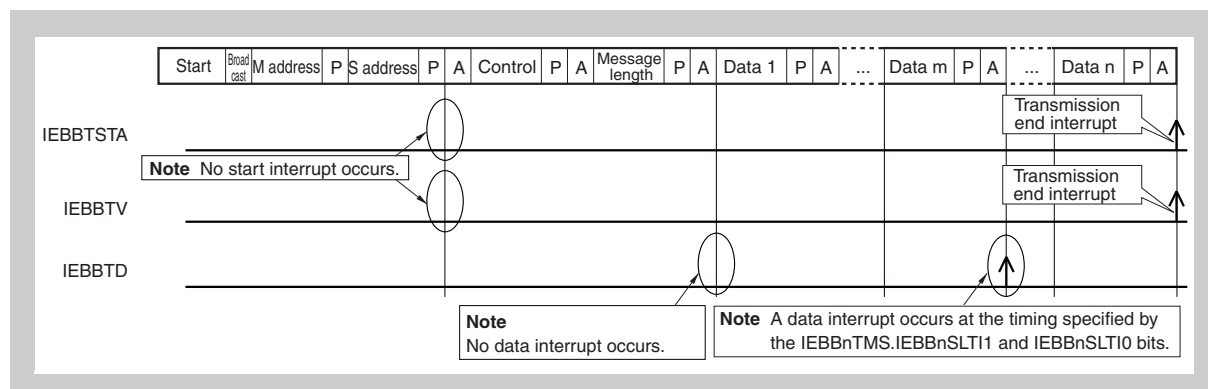 Start Broad cast M address P S address P A Control P A Message length P A Data 1 P A ... Data m P A ... Data n P A
Transmission
end interrupt
IEBBTSTA
Note No start interrupt occurs.
Transmission
end interrupt
IEBBTV
IEBBTD
Note
No data interrupt occurs.
Note A data interrupt occurs at the timing specified by
the IEBBnTMS.IEBBnSLTI1 and IEBBnSLTI0 bits.